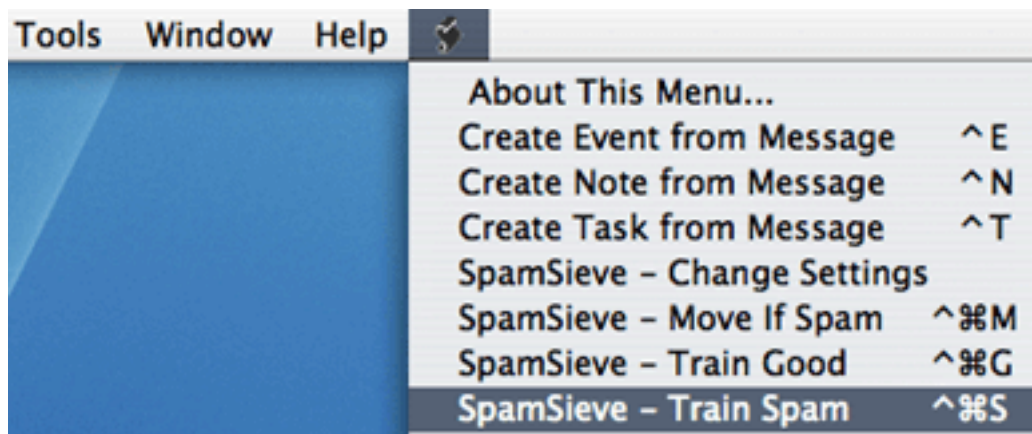 Tools Window Help
About This Menu...
Create Event from Message ^E
Create Note from Message ^N
Create Task from Message ^T
SpamSieve – Change Settings
SpamSieve – Move If Spam ^⌘M
SpamSieve – Train Good ^⌘G
SpamSieve – Train Spam ^⌘S